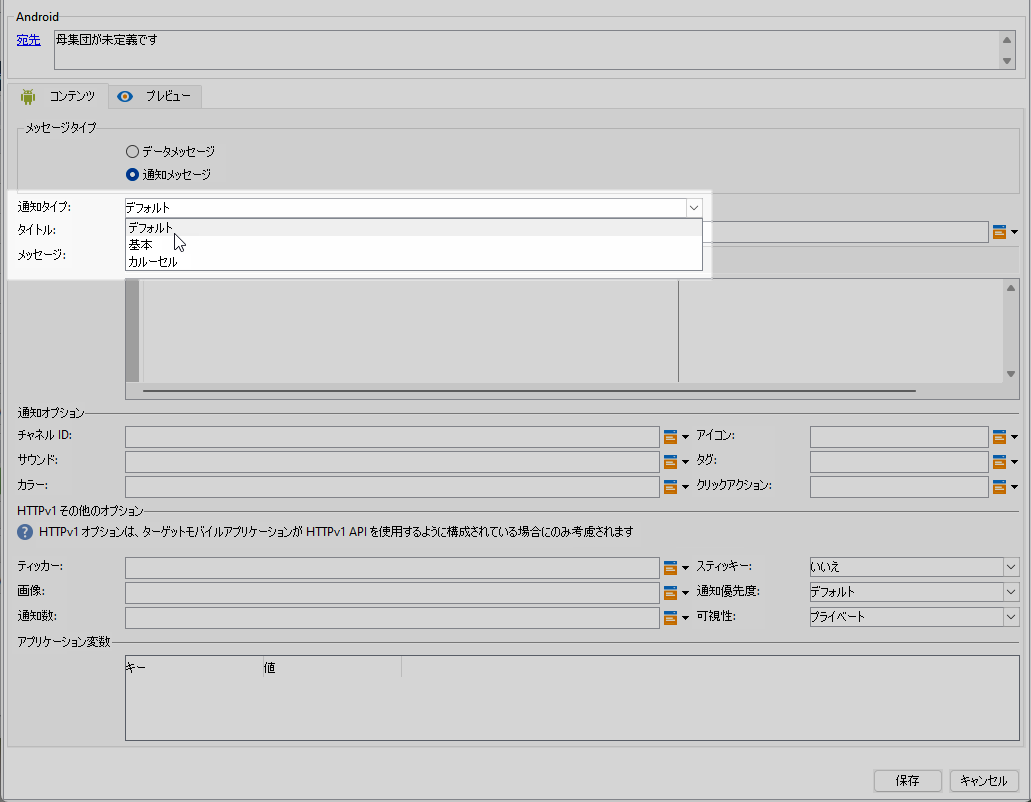 Android
宛先 母集団が未定義です
コンテンツ プレビュー
メッセージタイプ
データメッセージ
通知メッセージ
通知タイプ: デフォルト
タイトル: デフォルト
基本
メッセージ: カルーセル
通知オプション
チャネル ID: アイコン:
サウンド: タグ:
カラー: クリックアクション:
HTTPv1 その他のオプション
? HTTPv1 オプションは、ターゲットモバイルアプリケーションが HTTPv1 API を使用するように構成されている場合にのみ考慮されます
ティッカー: スティッキー: いいえ
画像: 通知優先度: デフォルト
通知数: 可視性: プライベート
アプリケーション変数
キー 値
保存 キャンセル